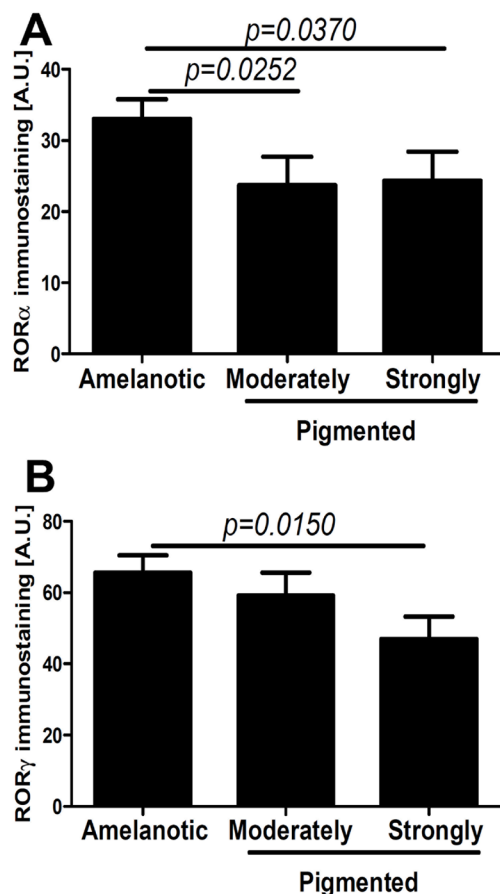 A
p=0.0370
p=0.0252
RORα immunostaining [A.U.]
40
30
20
10
0
Amelanotic Moderately Strongly
Pigmented
B
p=0.0150
RORγ immunostaining [A.U.]
80
60
40
20
0
Amelanotic Moderately Strongly
Pigmented